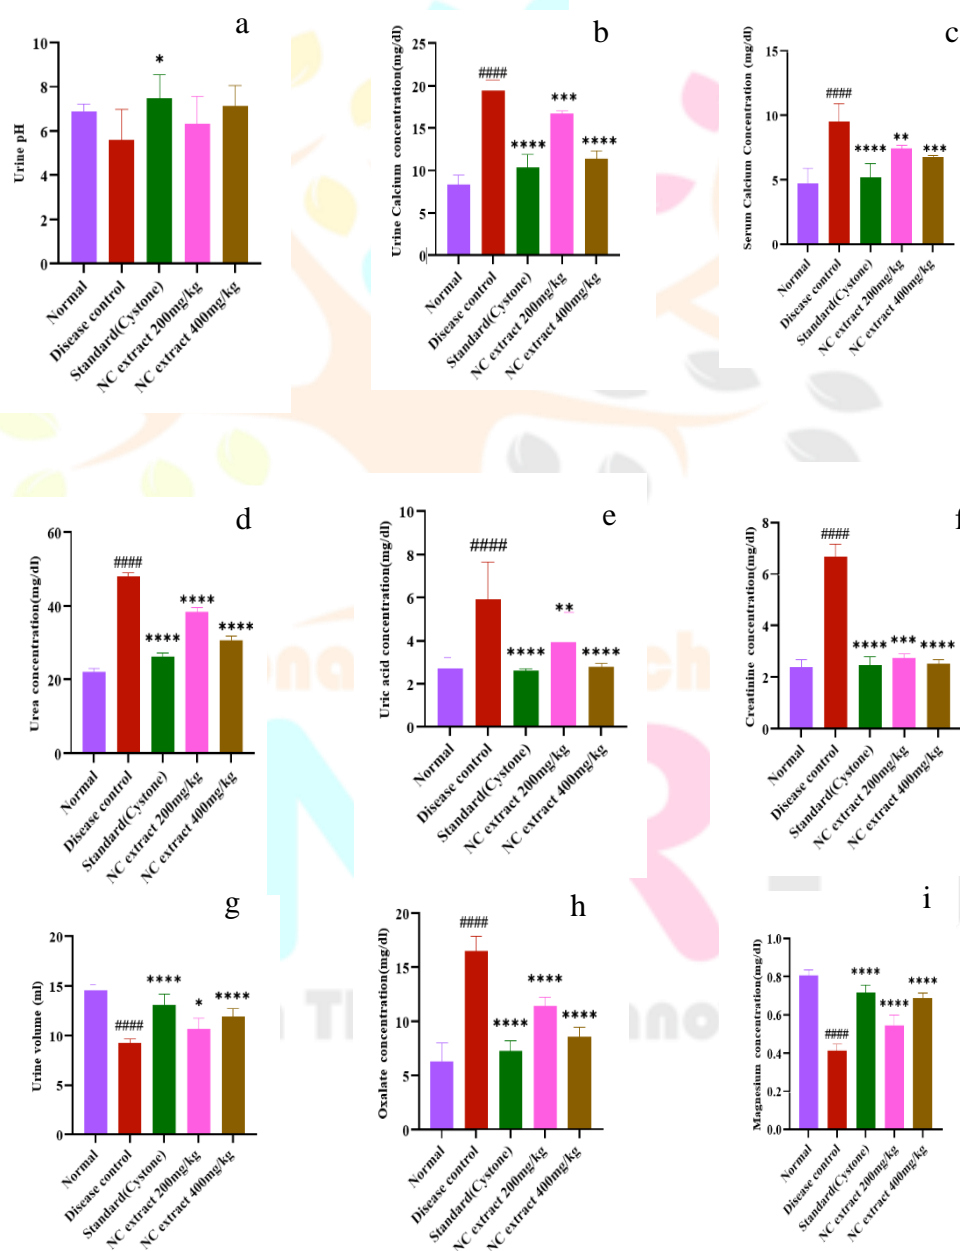 a
Urine pH
10
8
6
4
2
0
*
Normal
Disease control
Standard(Cystone)
NC extract 200mg/kg
NC extract 400mg/kg
b
Urine Calcium concentration(mg/dl)
25
20
15
10
5
0
####
****
***
****
Normal
Disease control
Standard(Cystone)
NC extract 200mg/kg
NC extract 400mg/kg
c
Serum Calcium Concentration (mg/dl)
15
10
5
0
####
****
**
***
Normal
Disease control
Standard(Cystone)
NC extract 200mg/kg
NC extract 400mg/kg
d
Urea concentration(mg/dl)
60
40
20
0
####
****
****
****
Normal
Disease control
Standard(Cystone)
NC extract 200mg/kg
NC extract 400mg/kg
e
Uric acid concentration(mg/dl)
10
8
6
4
2
0
####
****
**
****
Normal
Disease control
Standard(Cystone)
NC extract 200mg/kg
NC extract 400mg/kg
f
Creatinine concentration(mg/dl)
8
6
4
2
0
####
****
***
****
Normal
Disease control
Standard(Cystone)
NC extract 200mg/kg
NC extract 400mg/kg
g
Urine volume (ml)
20
15
10
5
0
####
****
*
****
Normal
Disease control
Standard(Cystone)
NC extract 200mg/kg
NC extract 400mg/kg
h
Oxalate concentration(mg/dl)
20
15
10
5
0
####
****
****
****
Normal
Disease control
Standard(Cystone)
NC extract 200mg/kg
NC extract 400mg/kg
i
Magnesium concentration(mg/dl)
1.0
0.8
0.6
0.4
0.2
0.0
####
****
****
****
Normal
Disease control
Standard(Cystone)
NC extract 200mg/kg
NC extract 400mg/kg